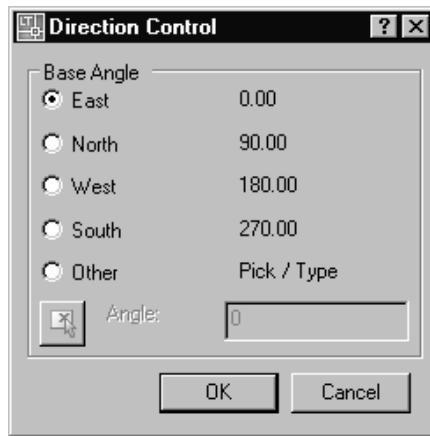 LT Direction Control ? X
Base Angle
East 0.00
North 90.00
West 180.00
South 270.00
Other Pick / Type
Angle: 0
OK Cancel